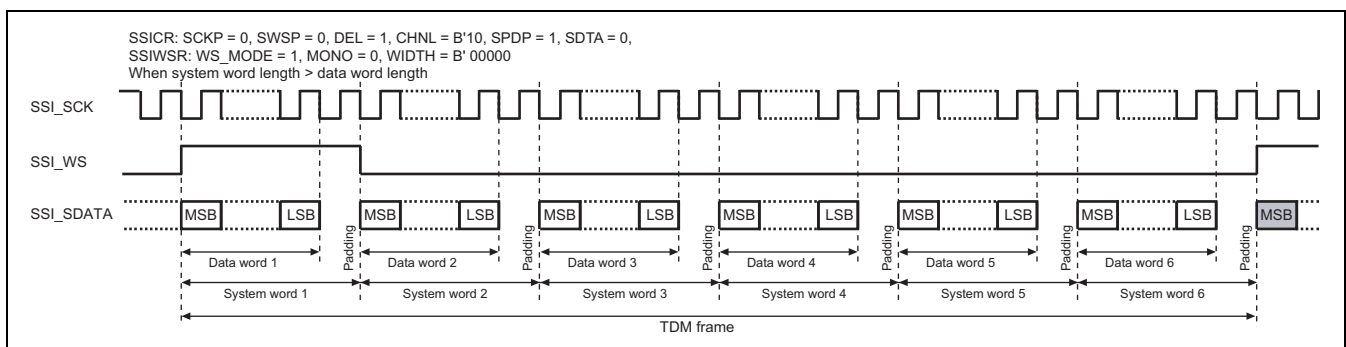 SSICR: SCKP = 0, SWSP = 0, DEL = 1, CHNL = B'10, SPDP = 1, SDTA = 0,
SSIWSR: WS_MODE = 1, MONO = 0, WIDTH = B' 00000
When system word length > data word length
SSI_SCK
SSI_WS
SSI_SDATA MSB LSB MSB LSB MSB LSB MSB LSB MSB LSB MSB LSB MSB
Data word 1 Padding Data word 2 Padding Data word 3 Padding Data word 4 Padding Data word 5 Padding Data word 6 Padding
System word 1 System word 2 System word 3 System word 4 System word 5 System word 6
TDM frame